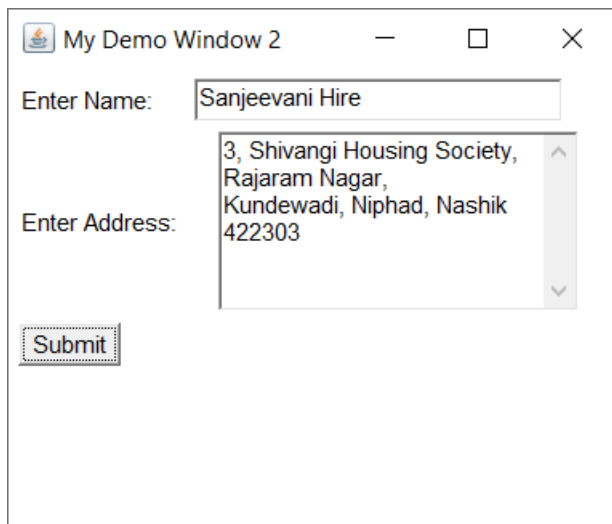 My Demo Window 2
Enter Name: Sanjeevani Hire
Enter Address:
3, Shivangi Housing Society,
Rajaram Nagar,
Kundewadi, Niphad, Nashik
422303
Submit